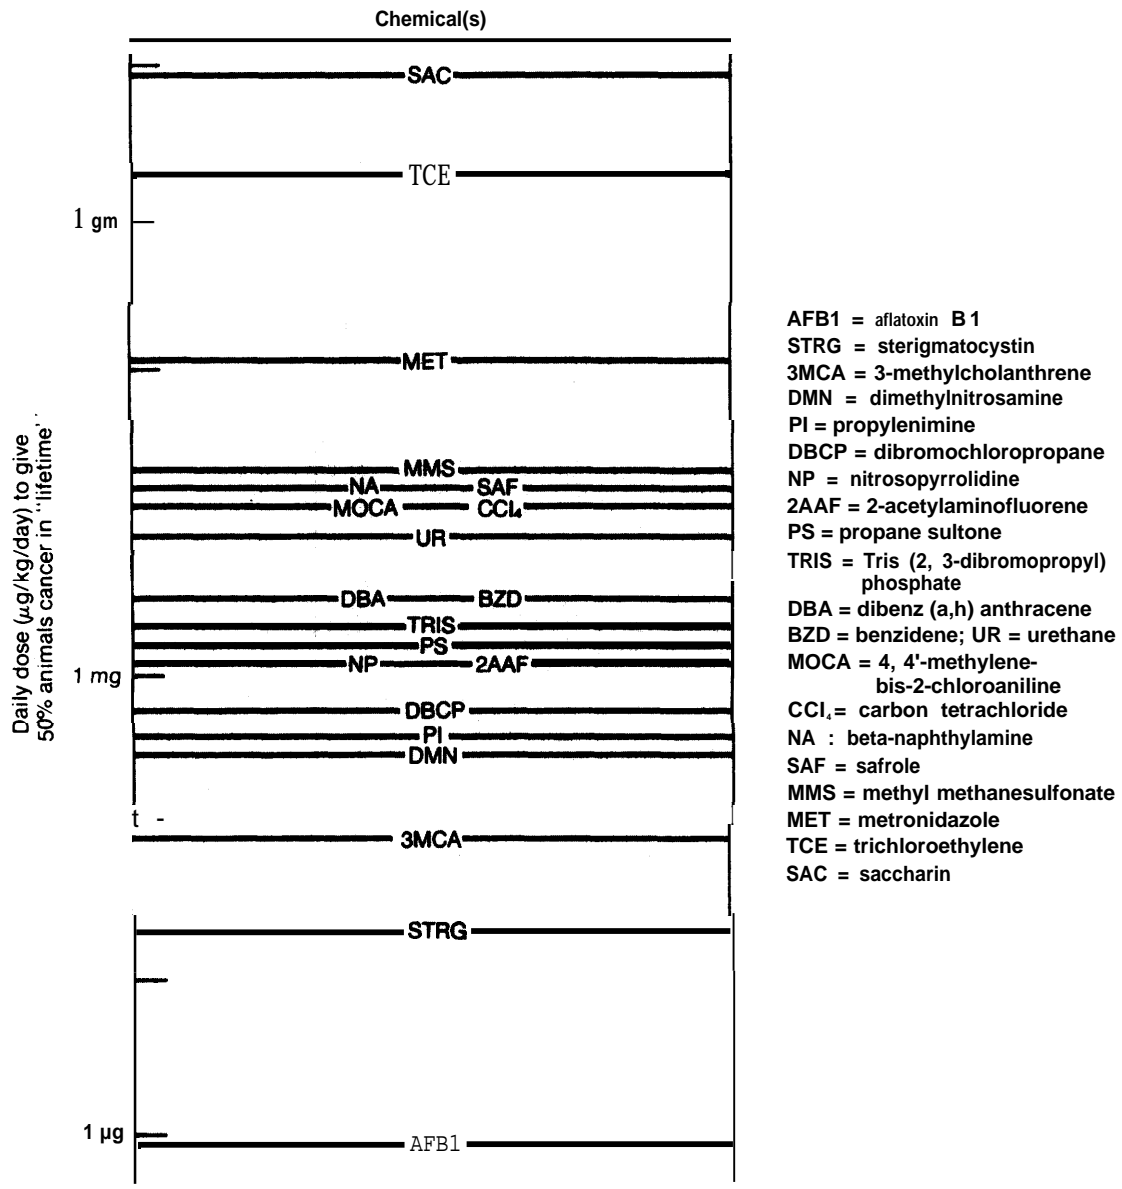 Chemical(s)
SAC
TCE
1 gm
MET
MMS
NA SAF
MOCA CCl₄
UR
DBA BZD
TRIS
PS
NP 2AAF
1 mg
DBCP
PI
DMN
t -
3MCA
STRG
1 µg
AFB1
Daily dose (µg/kg/day) to give
50% animals cancer in "lifetime"
AFB1 = aflatoxin B1
STRG = sterigmatocystin
3MCA = 3-methylcholanthrene
DMN = dimethylnitrosamine
PI = propylenimine
DBCP = dibromochloropropane
NP = nitrosopyrrolidine
2AAF = 2-acetylaminofluorene
PS = propane sultone
TRIS = Tris (2, 3-dibromopropyl)
phosphate
DBA = dibenz (a,h) anthracene
BZD = benzidene; UR = urethane
MOCA = 4, 4'-methylene-
bis-2-chloroaniline
CCl₄ = carbon tetrachloride
NA : beta-naphthylamine
SAF = safrole
MMS = methyl methanesulfonate
MET = metronidazole
TCE = trichloroethylene
SAC = saccharin